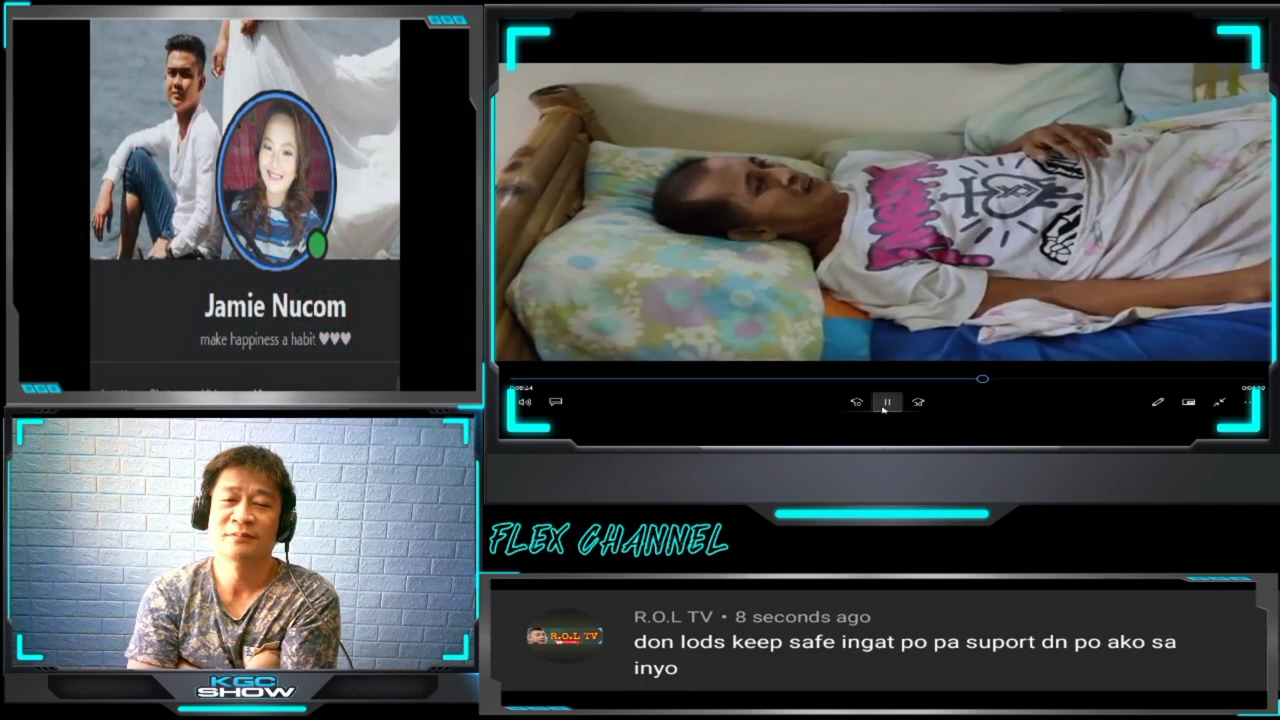 Jamie Nucom
make happiness a habit ♥♥♥
KGC
SHOW
FLEX CHANNEL
R.O.L TV • 8 seconds ago
R.O.L TV
don lods keep safe ingat po pa suport dn po ako sa
inyo